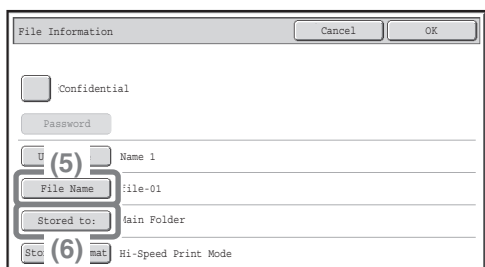 File Information Cancel OK
Confidential
Password
(5) Name 1
File Name File-01
Stored to: Main Folder
(6) Hi-Speed Print Mode